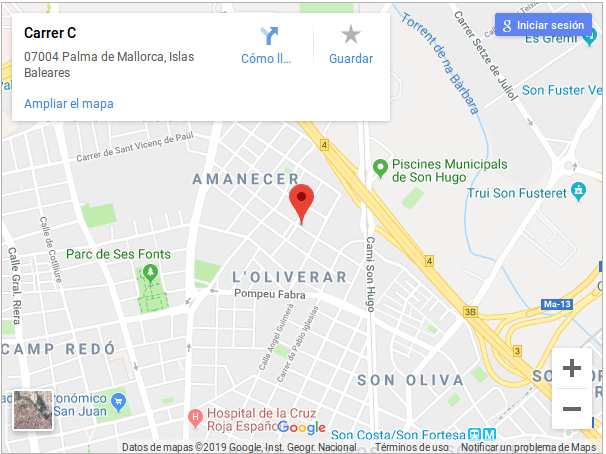 Carrer C
07004 Palma de Mallorca, Islas
Baleares
Ampliar el mapa
Cómo ll...
Guardar
Iniciar sesión
Torrent de na Bàrbara
Carrer Setze de Juliol
Es Gremi
Son Fuster Ve
Carrer de Sant Vicenç de Paül
4
Piscines Municipals
de Son Hugo
AMANECER
Trui Son Fusteret
Calle de Cotlliure
Calle Gral. Riera
Parc de Ses Fonts
Camí Son Hugo
4
L'OLIVERAR
Pompeu Fabra
Ma-13
3B
Calle Ángel Guimerà
Carrer de Pablo Iglesias
CAMP REDÓ
3
SON OLIVA
onómico
San Juan
Hospital de la Cruz
Roja Españo
Google
Son Costa/Son Fortesa
M
Datos de mapas ©2019 Google, Inst. Geogr. Nacional
Términos de uso
Notificar un problema de Maps